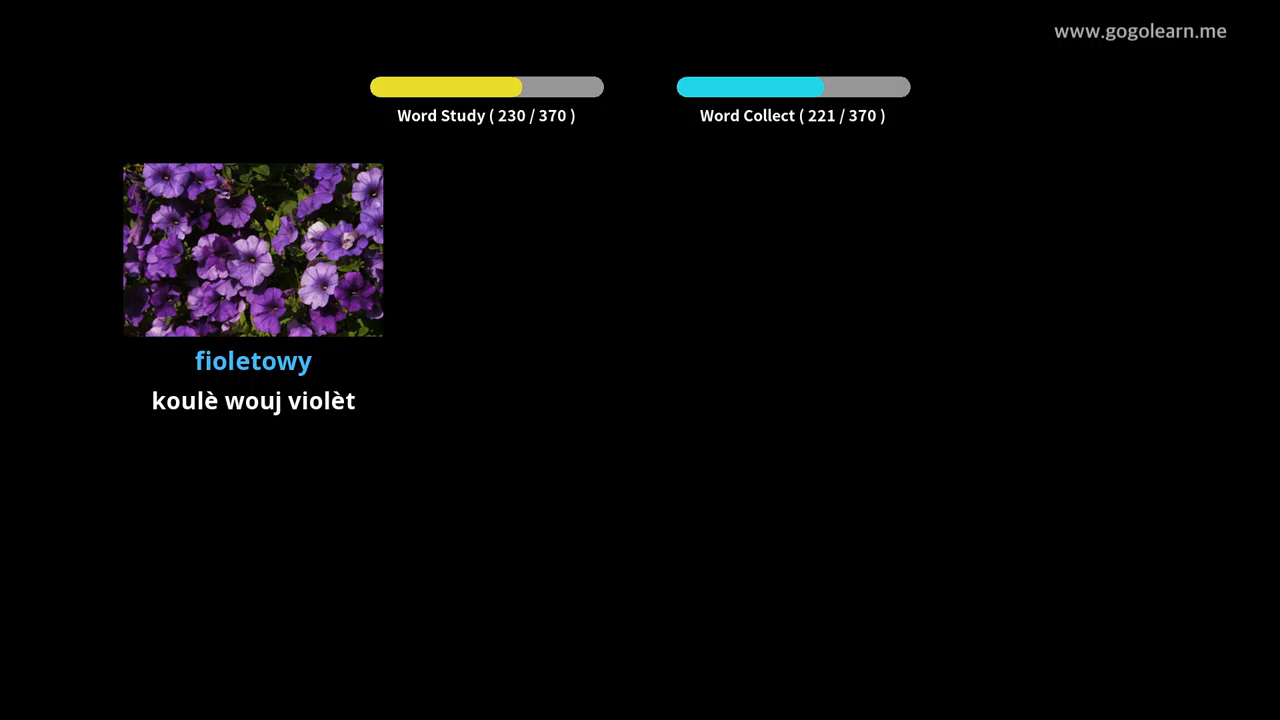 www.gogolearn.me
Word Study ( 230 / 370 )
Word Collect ( 221 / 370 )
fioletowy
koulè wouj violèt